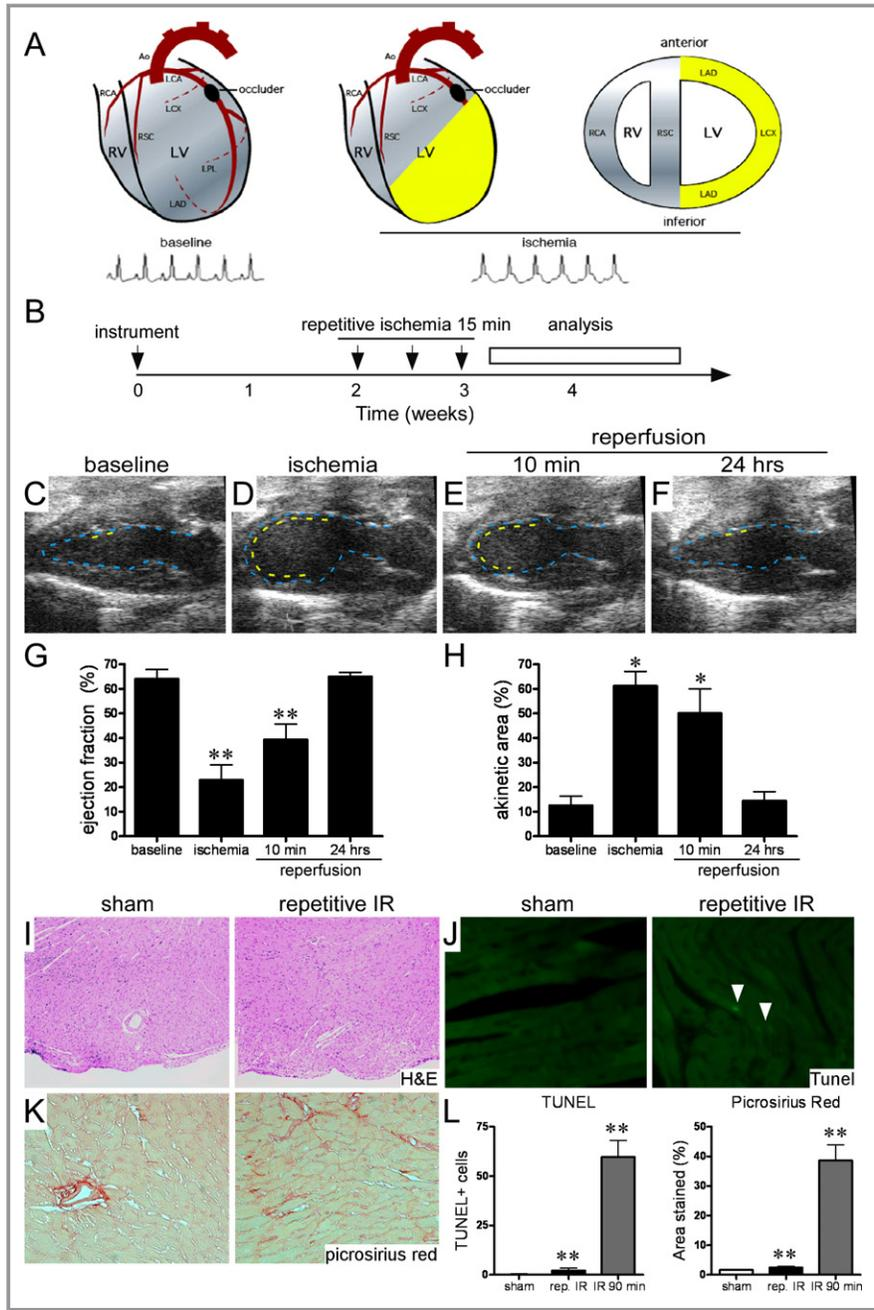 A
Ao
LCA
occluder
RCA
LCX
RSC
RV
LV
LPL
LAD
baseline
Ao
LCA
occluder
RCA
LCX
RSC
RV
LV
ischemia
anterior
LAD
RCA
RV
RSC
LV
LCX
LAD
inferior
B
instrument
repetitive ischemia 15 min
analysis
0 1 2 3 4
Time (weeks)
reperfusion
baseline ischemia 10 min 24 hrs
C D E F
G
ejection fraction (%)
70
60
50
40
30
20
10
0
** **
baseline ischemia 10 min 24 hrs
reperfusion
H
akinetic area (%)
70
60
50
40
30
20
10
0
* *
baseline ischemia 10 min 24 hrs
reperfusion
sham repetitive IR
I
H&E
sham repetitive IR
J
Tunel
K
picrosirius red
L
TUNEL
TUNEL+ cells
75
50
25
0
** **
sham rep. IR IR 90 min
Picrosirius Red
Area stained (%)
50
40
30
20
10
0
** **
sham rep. IR IR 90 min